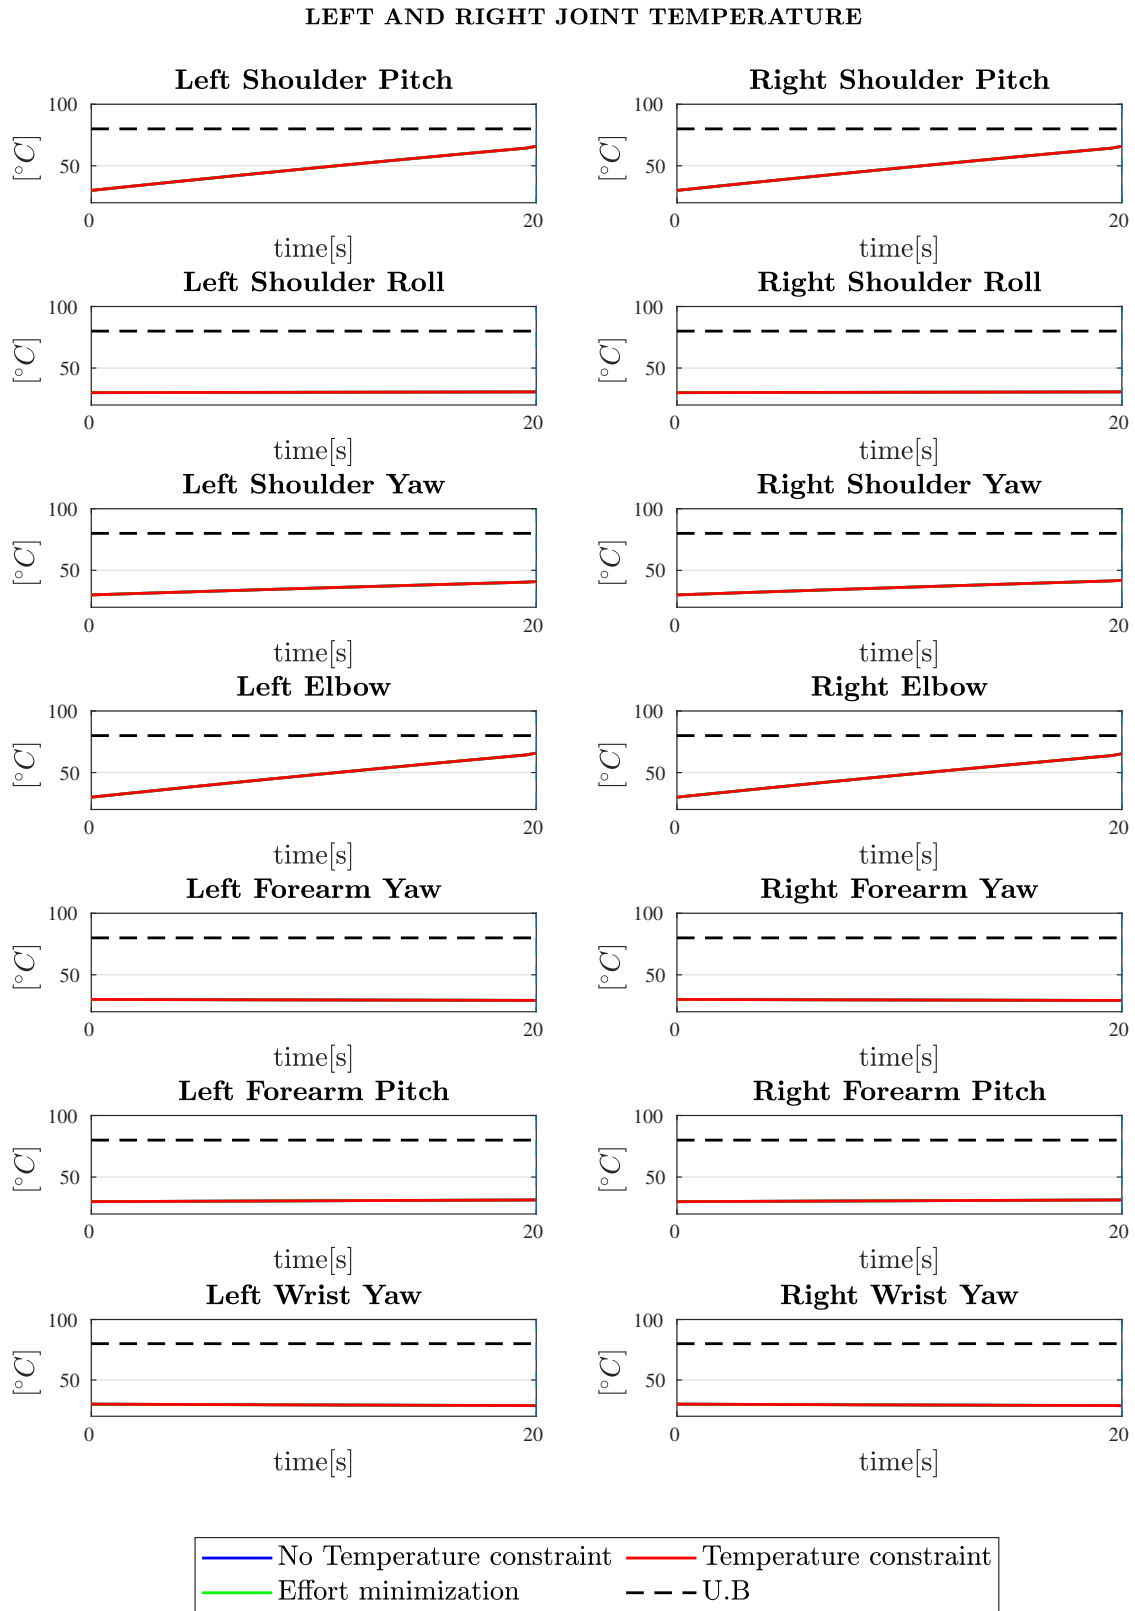 LEFT AND RIGHT JOINT TEMPERATURE
Left Shoulder Pitch
Right Shoulder Pitch
100
50
[°C]
0
20
time[s]
100
50
[°C]
0
20
time[s]
Left Shoulder Roll
Right Shoulder Roll
100
50
[°C]
0
20
time[s]
100
50
[°C]
0
20
time[s]
Left Shoulder Yaw
Right Shoulder Yaw
100
50
[°C]
0
20
time[s]
100
50
[°C]
0
20
time[s]
Left Elbow
Right Elbow
100
50
[°C]
0
20
time[s]
100
50
[°C]
0
20
time[s]
Left Forearm Yaw
Right Forearm Yaw
100
50
[°C]
0
20
time[s]
100
50
[°C]
0
20
time[s]
Left Forearm Pitch
Right Forearm Pitch
100
50
[°C]
0
20
time[s]
100
50
[°C]
0
20
time[s]
Left Wrist Yaw
Right Wrist Yaw
100
50
[°C]
0
20
time[s]
100
50
[°C]
0
20
time[s]
No Temperature constraint
Temperature constraint
Effort minimization
U.B